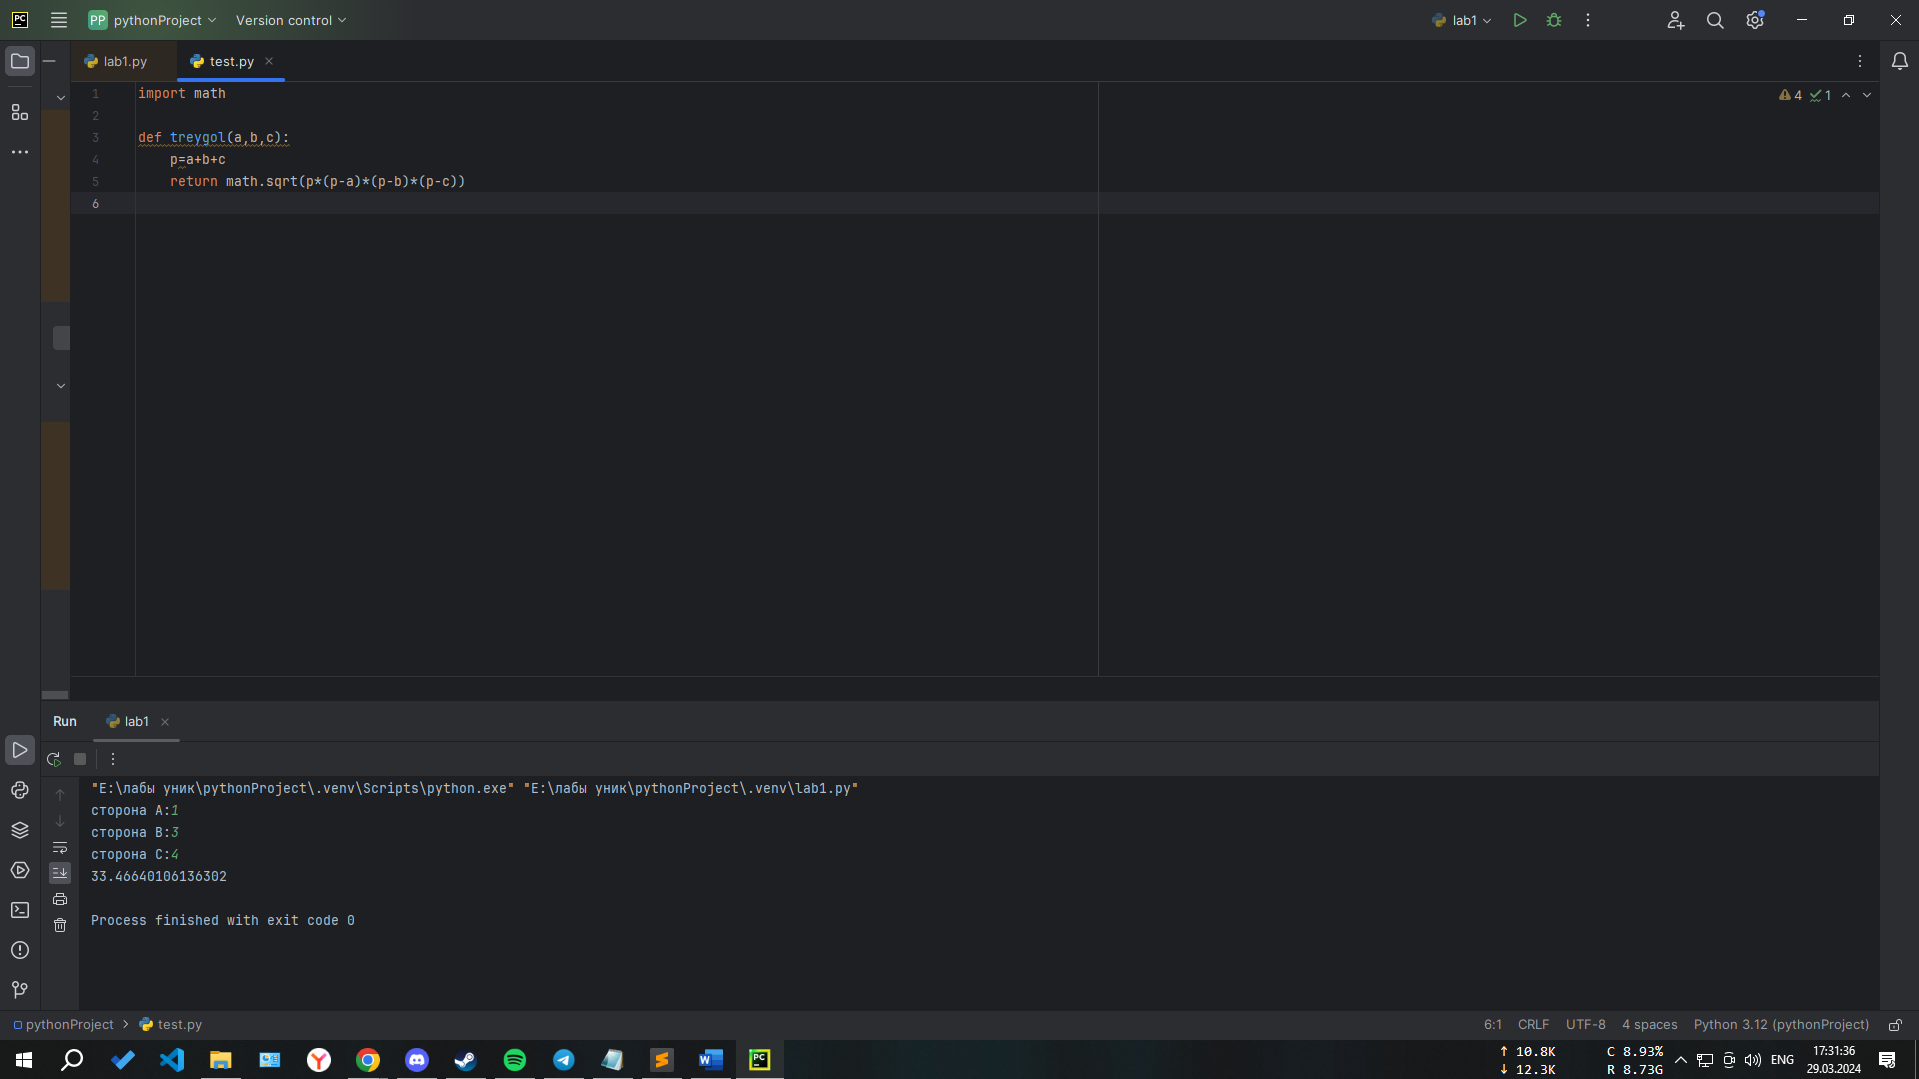 PC PP pythonProject Version control lab1
lab1.py test.py
4 1
1 import math
2
3 def treygol(a,b,c):
4 p=a+b+c
5 return math.sqrt(p*(p-a)*(p-b)*(p-c))
6
Run lab1
"E:\лабы уник\pythonProject\.venv\Scripts\python.exe" "E:\лабы уник\pythonProject\.venv\lab1.py"
сторона A:1
сторона B:3
сторона C:4
33.46640106136302
Process finished with exit code 0
pythonProject > test.py 6:1 CRLF UTF-8 4 spaces Python 3.12 (pythonProject)
↑ 10.8K C 8.93% 17:31:36
ENG
↓ 12.3K R 8.73G 29.03.2024